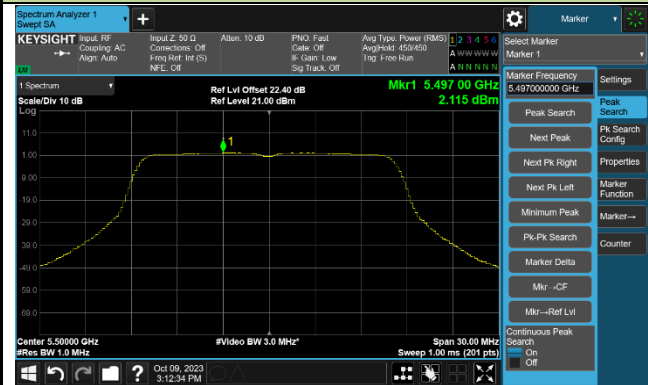 Spectrum Analyzer 1
Swept SA
Marker
KEYSIGHT Input: RF Input Z: 50 Ω Atten: 10 dB PNO: Fast Avg Type: Power (RMS) 1 2 3 4 5 6
Coupling: AC Corrections: Off Gate: Off Avg|Hold: 450/450 A W W W W W
Align: Auto Freq Ref: Int (S) IF Gain: Low Trig: Free Run
NFE: Off Sig Track: Off A N N N N N
Select Marker
Marker 1
1 Spectrum
Scale/Div 10 dB
Ref Lvl Offset 22.40 dB
Ref Level 21.00 dBm
Mkr1 5.497 00 GHz
2.115 dBm
Log
11.0
1.00
-9.00
-19.0
-29.0
-39.0
-49.0
-59.0
-69.0
1
Center 5.50000 GHz
#Res BW 1.0 MHz
#Video BW 3.0 MHz*
Span 30.00 MHz
Sweep 1.00 ms (201 pts)
Marker Frequency
5.497000000 GHz
Peak Search
Next Peak
Next Pk Right
Next Pk Left
Minimum Peak
Pk-Pk Search
Marker Delta
Mkr→CF
Mkr→Ref Lvl
Continuous Peak
Search
On
Off
Settings
Peak
Search
Pk Search
Config
Properties
Marker
Function
Marker→
Counter
?
Oct 09, 2023
3:12:34 PM